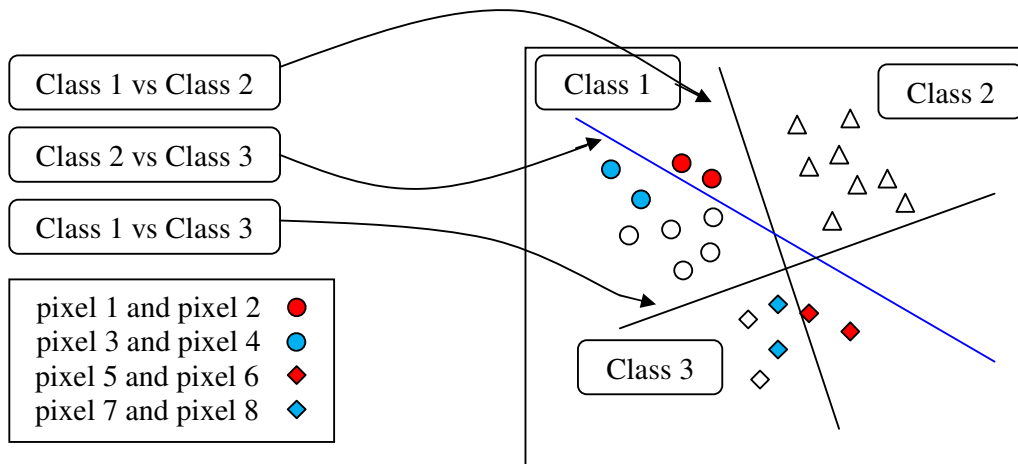 Class 1 vs Class 2
Class 2 vs Class 3
Class 1 vs Class 3
pixel 1 and pixel 2
pixel 3 and pixel 4
pixel 5 and pixel 6
pixel 7 and pixel 8
Class 1
Class 2
Class 3